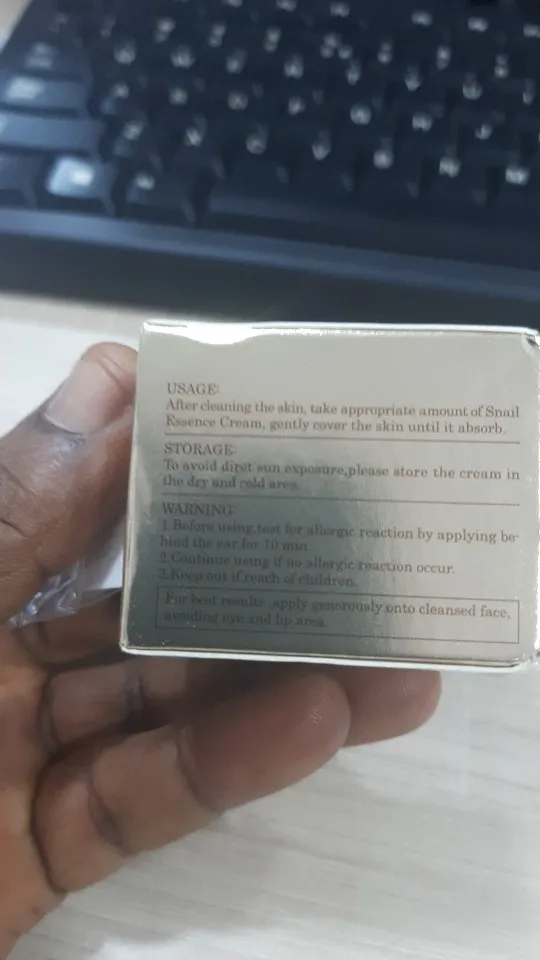 USAGE:
After cleaning the skin, take appropriate amount of Snail
Essence Cream, gently cover the skin until it absorb.
STORAGE:
To avoid diret sun exposure,please store the cream in
the dry and cold area.
WARNING:
1.Before using,test for allergic reaction by applying be-
hind the ear for 10 min
2.Continue using if no allergic reaction occur.
3.Keep out if reach of children.
For best results ,apply generously onto cleansed face,
avoiding eye and lip area.